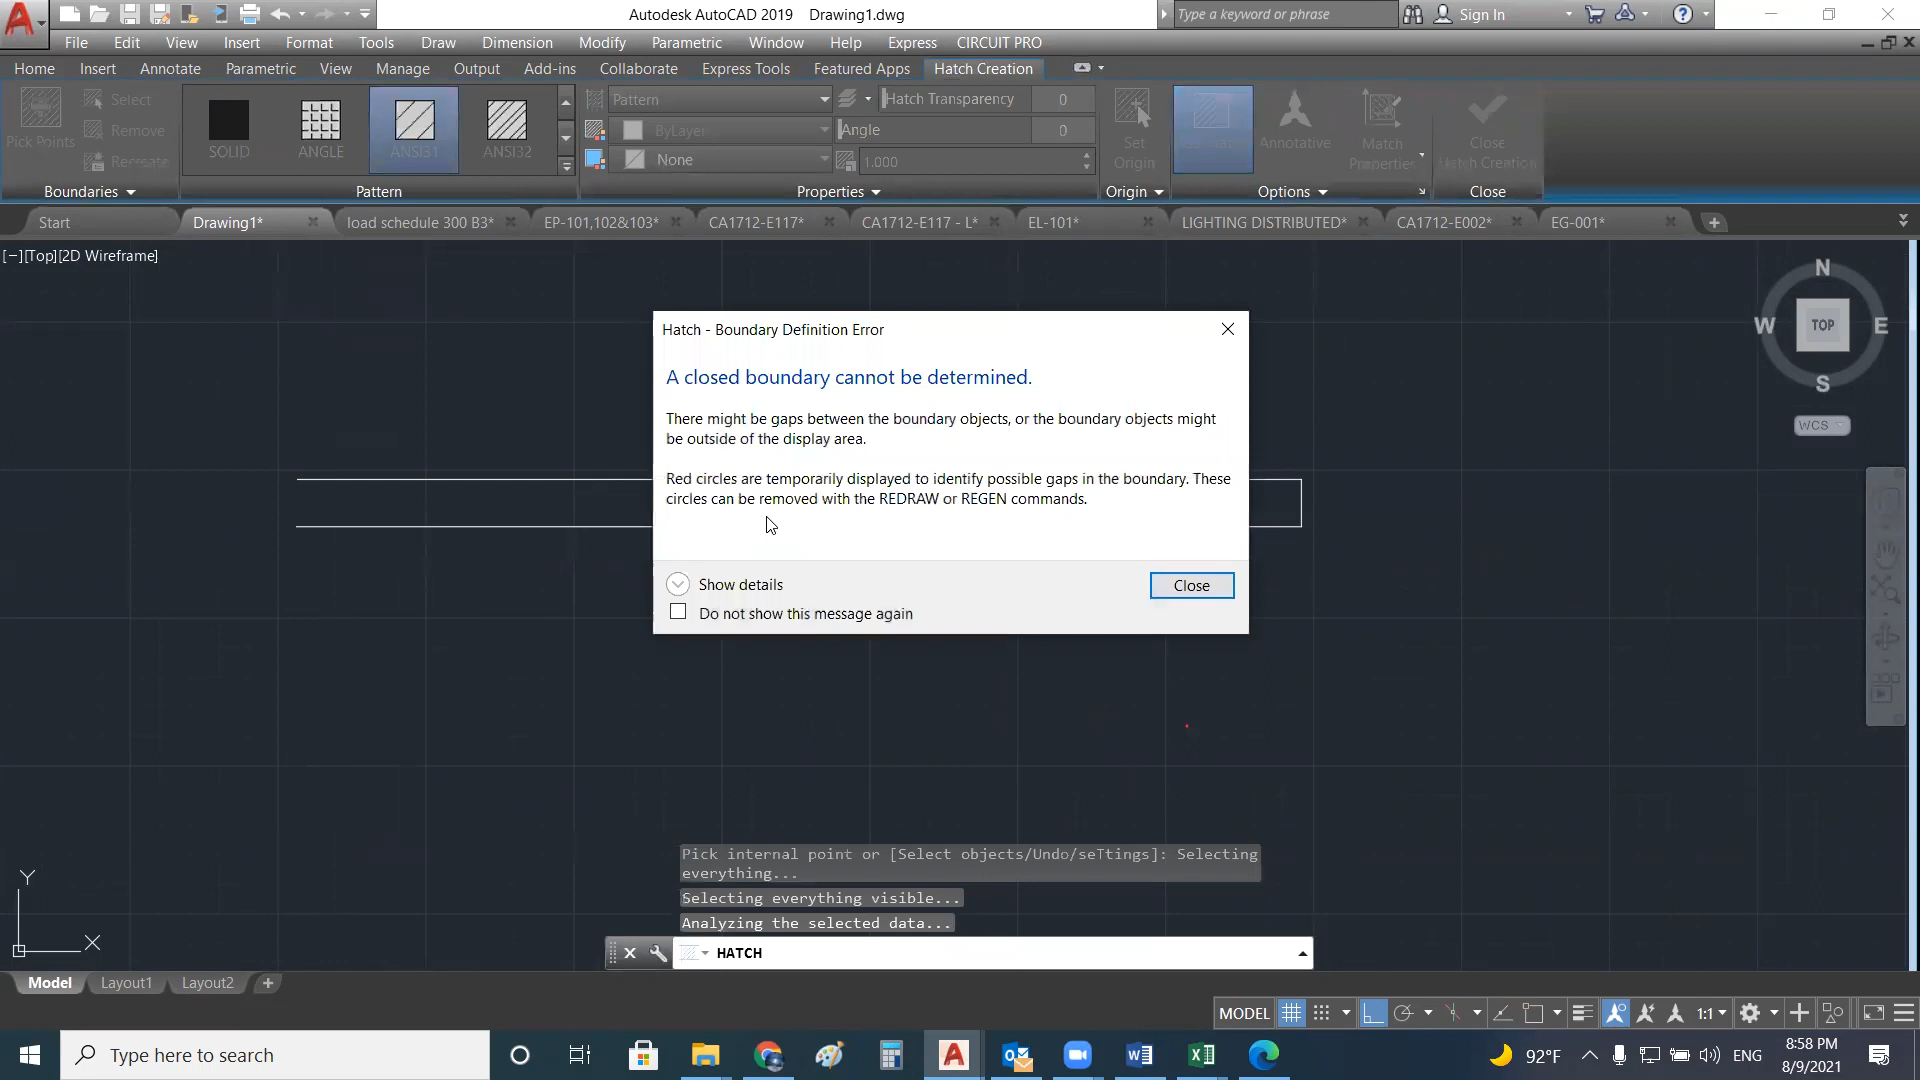 Autodesk AutoCAD 2019 Drawing1.dwg
Type a keyword or phrase
Sign In
File Edit View Insert Format Tools Draw Dimension Modify Parametric Window Help Express CIRCUIT PRO
Home Insert Annotate Parametric View Manage Output Add-ins Collaborate Express Tools Featured Apps Hatch Creation
Pick Points
Select
Remove
Recreate
SOLID
ANGLE
ANSI31
ANSI32
Pattern
ByLayer
None
Hatch Transparency 0
Angle 0
1.000
Set
Origin
Annotative
Match
Properties
Close
Hatch Creation
Boundaries
Pattern
Properties
Origin
Options
Close
Start
Drawing1*
load schedule 300 B3*
EP-101,102&103*
CA1712-E117*
CA1712-E117 - L*
EL-101*
LIGHTING DISTRIBUTED*
CA1712-E002*
EG-001*
[−][Top][2D Wireframe]
N
W
TOP
E
S
WCS
Hatch - Boundary Definition Error
A closed boundary cannot be determined.
There might be gaps between the boundary objects, or the boundary objects might
be outside of the display area.
Red circles are temporarily displayed to identify possible gaps in the boundary. These
circles can be removed with the REDRAW or REGEN commands.
Show details
Close
Do not show this message again
Pick internal point or [Select objects/Undo/seTtings]: Selecting
everything...
Selecting everything visible...
Analyzing the selected data...
HATCH
Y
X
Model Layout1 Layout2
MODEL
1:1
Type here to search
92°F
ENG
8:58 PM
8/9/2021